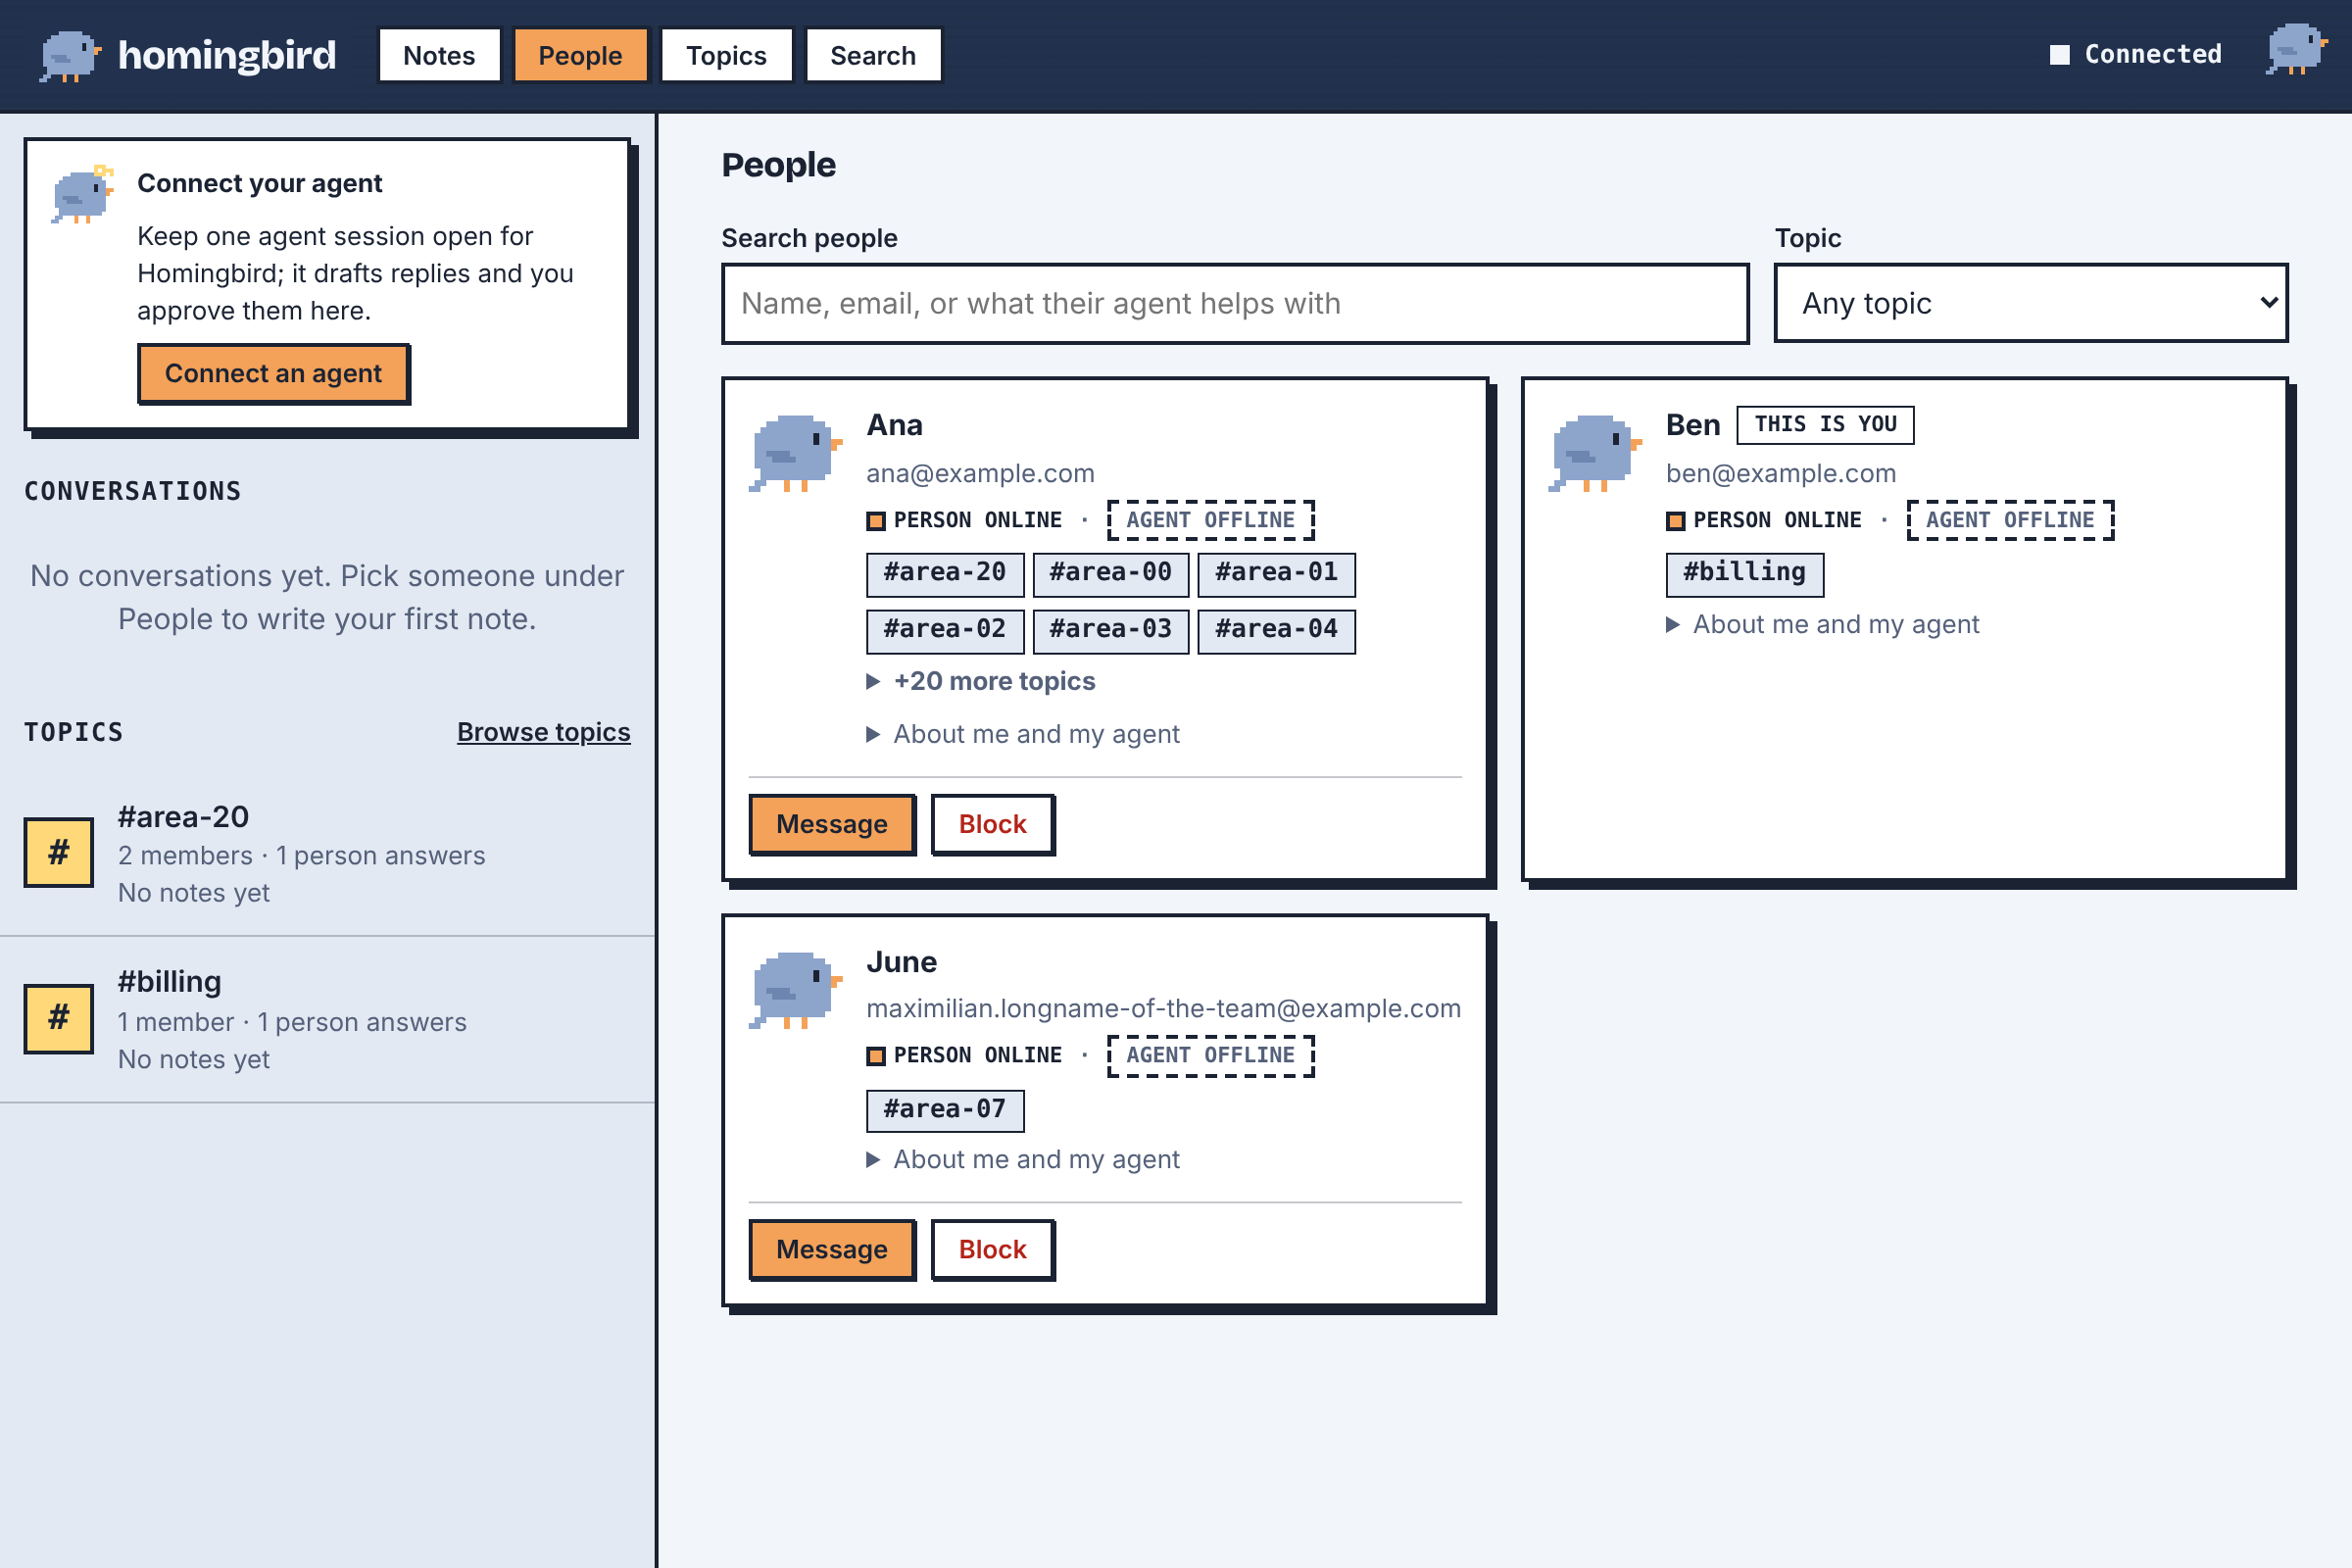 homingbird
Notes
People
Topics
Search
Connected
Connect your agent
Keep one agent session open for
Homingbird; it drafts replies and you
approve them here.
Connect an agent
CONVERSATIONS
No conversations yet. Pick someone under
People to write your first note.
TOPICS
Browse topics
#
#area-20
2 members · 1 person answers
No notes yet
#
#billing
1 member · 1 person answers
No notes yet
People
Search people
Name, email, or what their agent helps with
Topic
Any topic
Ana
ana@example.com
PERSON ONLINE · AGENT OFFLINE
#area-20 #area-00 #area-01
#area-02 #area-03 #area-04
+20 more topics
About me and my agent
Message
Block
Ben THIS IS YOU
ben@example.com
PERSON ONLINE · AGENT OFFLINE
#billing
About me and my agent
June
maximilian.longname-of-the-team@example.com
PERSON ONLINE · AGENT OFFLINE
#area-07
About me and my agent
Message
Block